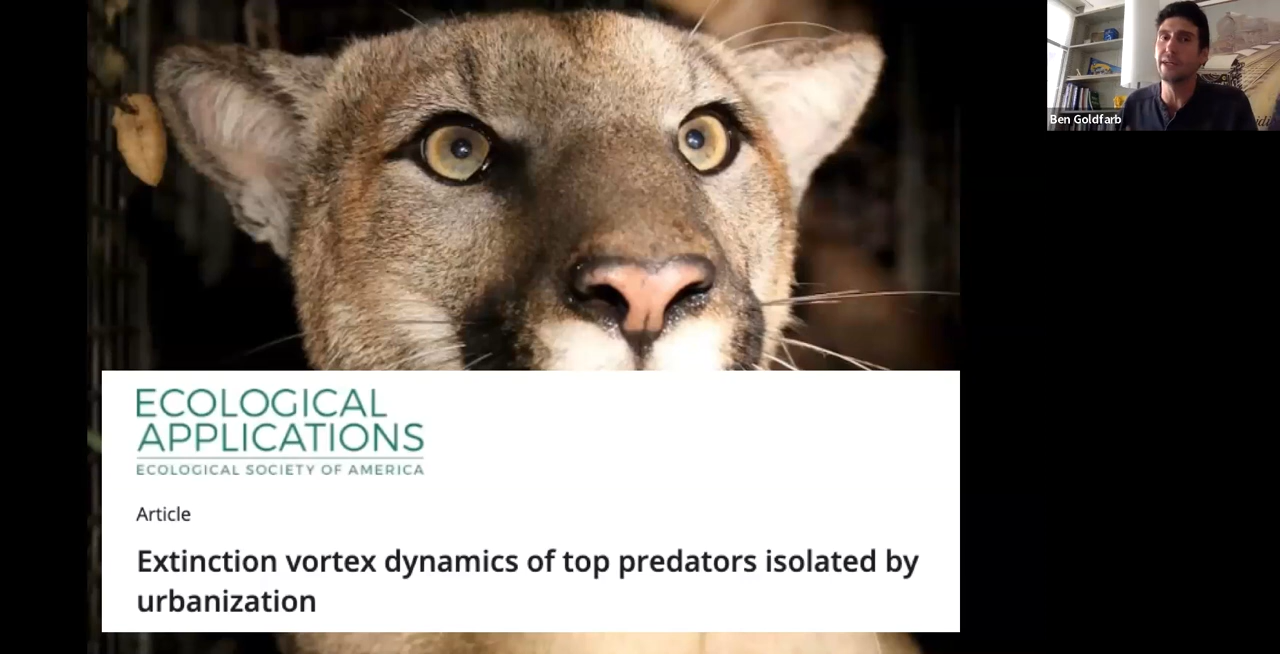 Ben Goldfarb
ECOLOGICAL
APPLICATIONS
ECOLOGICAL SOCIETY OF AMERICA
Article
Extinction vortex dynamics of top predators isolated by
urbanization